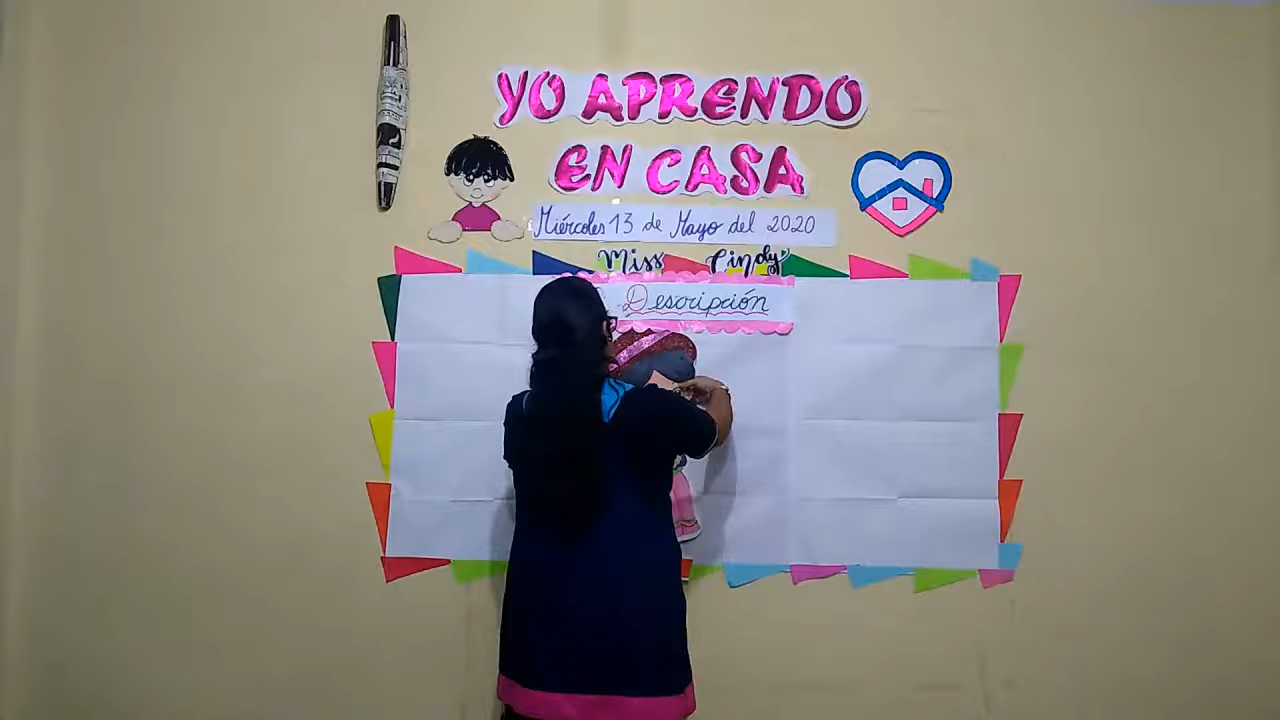 YO APRENDO
EN CASA
Miércoles 13 de Mayo del 2020
Miss Cindy
Descripción